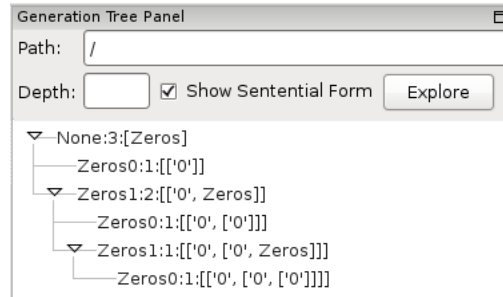 Generation Tree Panel
Path: /
Depth: Show Sentential Form Explore
None:3:[Zeros]
Zeros0:1:[['0']]
Zeros1:2:[['0', Zeros]]
Zeros0:1:[['0', ['0']]]
Zeros1:1:[['0', ['0', Zeros]]]
Zeros0:1:[['0', ['0', ['0']]]]